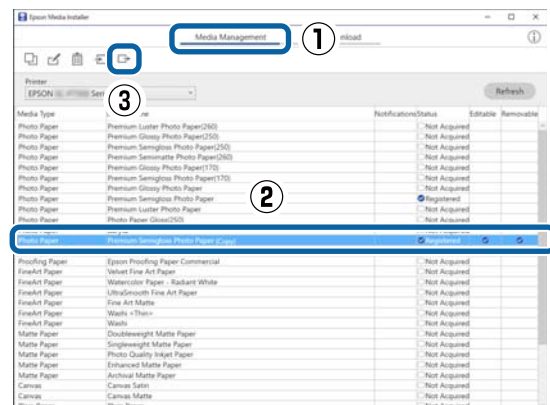 Epson Media Installer
Media Management
nload
①
②
③
Printer
EPSON
Seri
Refresh
Media Type
Notifications Status Editable Removable
Photo Paper Premium Luster Photo Paper(260) Not Acquired
Photo Paper Premium Glossy Photo Paper(250) Not Acquired
Photo Paper Premium Semigloss Photo Paper(250) Not Acquired
Photo Paper Premium Semimatte Photo Paper(260) Not Acquired
Photo Paper Premium Glossy Photo Paper(170) Not Acquired
Photo Paper Premium Semigloss Photo Paper(170) Not Acquired
Photo Paper Premium Glossy Photo Paper Not Acquired
Photo Paper Premium Semigloss Photo Paper Registered
Photo Paper Premium Luster Photo Paper Not Acquired
Photo Paper Photo Paper Gloss(250) Not Acquired
Photo Paper Premium Semigloss Photo Paper (Copy) Registered
Proofing Paper Epson Proofing Paper Commercial Not Acquired
FineArt Paper Velvet Fine Art Paper Not Acquired
FineArt Paper Watercolor Paper - Radiant White Not Acquired
FineArt Paper UltraSmooth Fine Art Paper Not Acquired
FineArt Paper Fine Art Matte Not Acquired
FineArt Paper Washi <Thin> Not Acquired
FineArt Paper Washi Not Acquired
Matte Paper Doubleweight Matte Paper Not Acquired
Matte Paper Singleweight Matte Paper Not Acquired
Matte Paper Photo Quality Inkjet Paper Not Acquired
Matte Paper Enhanced Matte Paper Not Acquired
Matte Paper Archival Matte Paper Not Acquired
Canvas Canvas Satin Not Acquired
Canvas Canvas Matte Not Acquired